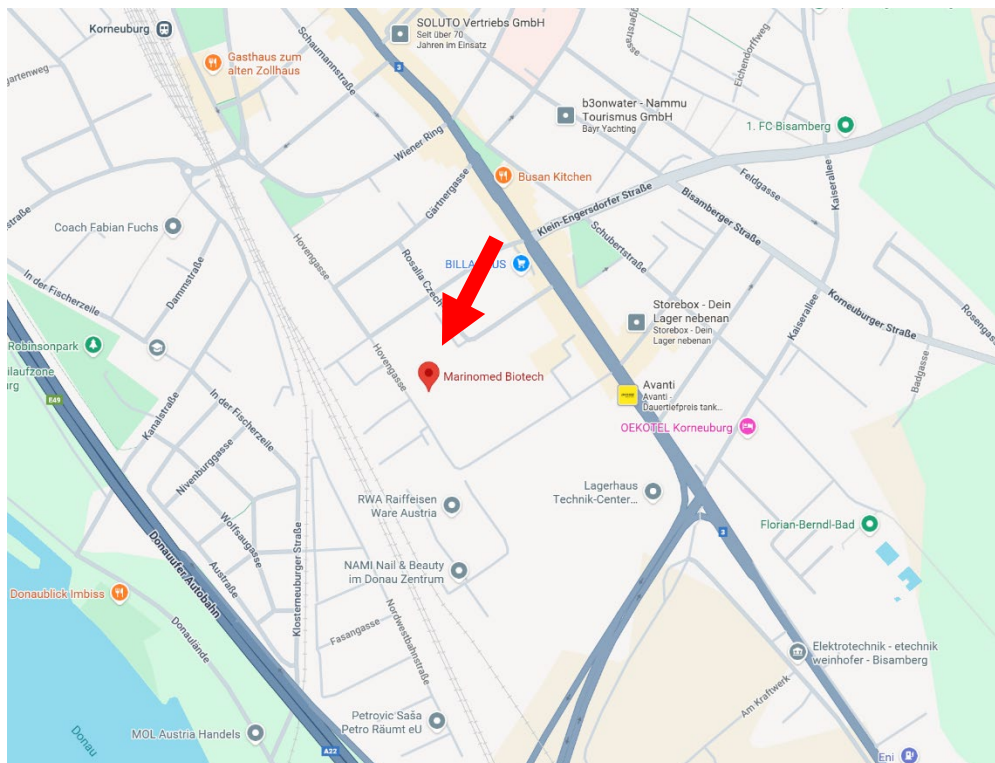 Korneuburg
SOLUTO Vertriebs GmbH
Seit über 70
Jahren im Einsatz
Gasthaus zum
alten Zollhaus
Schaumannstraße
Eichendorffweg
gartenweg
3
b3onwater - Nammu
Tourismus GmbH
Bayr Yachting
1. FC Bisamberg
Wiener Ring
Busan Kitchen
Gärtnergasse
Feldgasse
Kaiserallee
Klein-Engersdorfer Straße
Bisamberger Straße
Coach Fabian Fuchs
Hovengasse
Schubertstraße
Rosalia Czech
BILLA
US
In der Fischerzeile
Dammstraße
Storebox - Dein
Lager nebenan
Storebox - Dein
Lager nebenan
Kaiserallee
Korneuburger Straße
Rosengasse
Robinsonpark
ilaufzone
rg
Hovengasse
Marinomed Biotech
Badgasse
Avanti
Avanti -
Dauertiefpreis tank...
E49
Kanalstraße
In der Fischerzeile
OEKOTEL Korneuburg
Nivenburggasse
Lagerhaus
Technik-Center...
RWA Raiffeisen
Ware Austria
Wolfsaugasse
Florian-Berndl-Bad
3
Donauufer Autobahn
Austraße
Klosterneuburger Straße
NAMI Nail & Beauty
im Donau Zentrum
Donaublick Imbiss
Donaulände
Fasangasse
Nordwestbahnstraße
Elektrotechnik - etechnik
weinhofer - Bisamberg
Am Kraftwerk
Petrovic Saša
Petro Räumt eU
MOL Austria Handels
Donau
A22
Eni